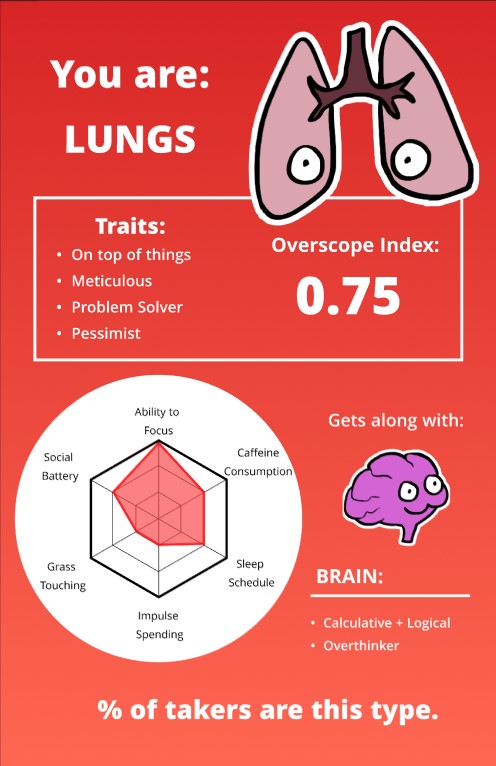 You are:
LUNGS
Traits:
• On top of things
• Meticulous
• Problem Solver
• Pessimist
Overscope Index:
0.75
Ability to
Focus
Caffeine
Consumption
Sleep
Schedule
Impulse
Spending
Grass
Touching
Social
Battery
Gets along with:
BRAIN:
• Calculative + Logical
• Overthinker
% of takers are this type.